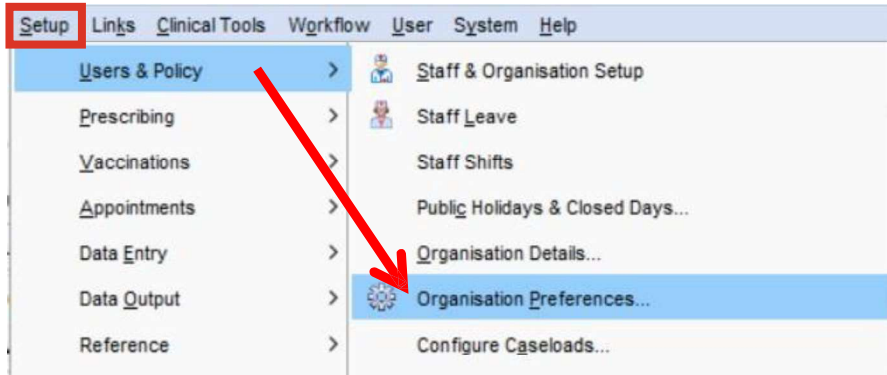 Setup Links Clinical Tools Workflow User System Help
Users & Policy
Prescribing
Vaccinations
Appointments
Data Entry
Data Output
Reference
Staff & Organisation Setup
Staff Leave
Staff Shifts
Public Holidays & Closed Days...
Organisation Details...
Organisation Preferences...
Configure Caseloads...